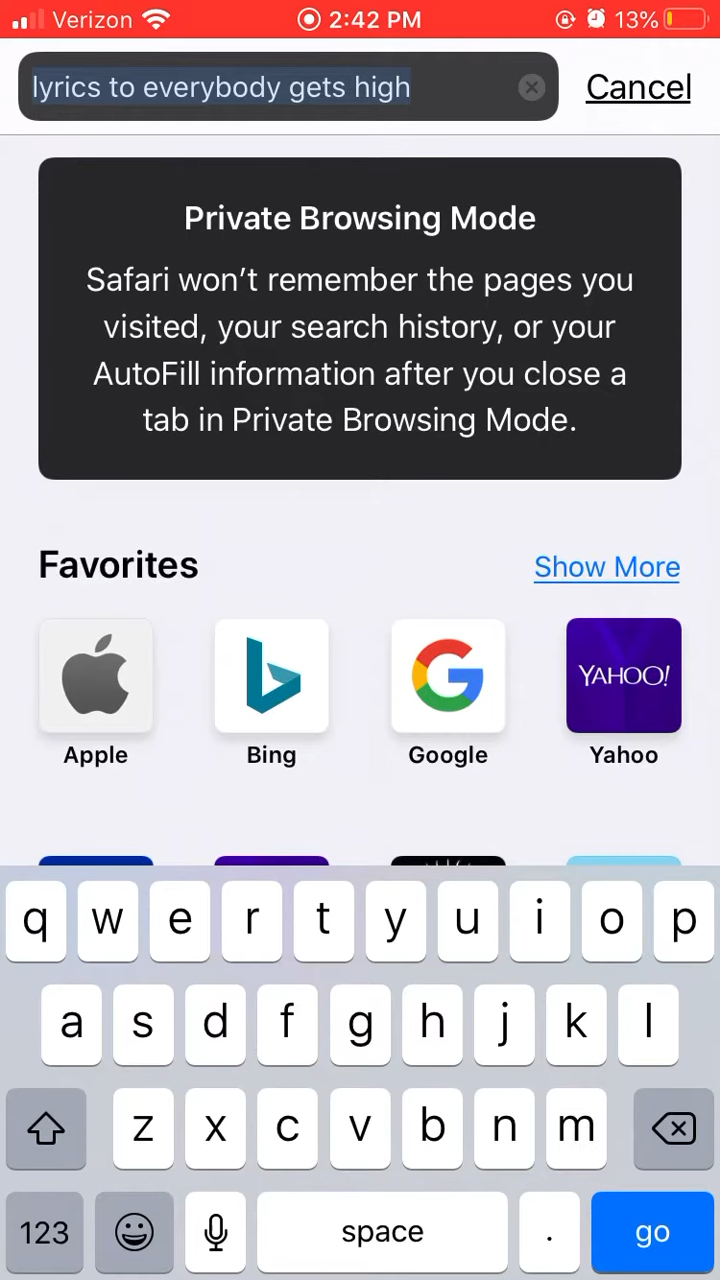 Verizon 2:42 PM 13%
lyrics to everybody gets high Cancel
Private Browsing Mode
Safari won't remember the pages you
visited, your search history, or your
AutoFill information after you close a
tab in Private Browsing Mode.
Favorites Show More
YAHOO!
Apple Bing Google Yahoo
q w e r t y u i o p
a s d f g h j k l
z x c v b n m
123 space . go